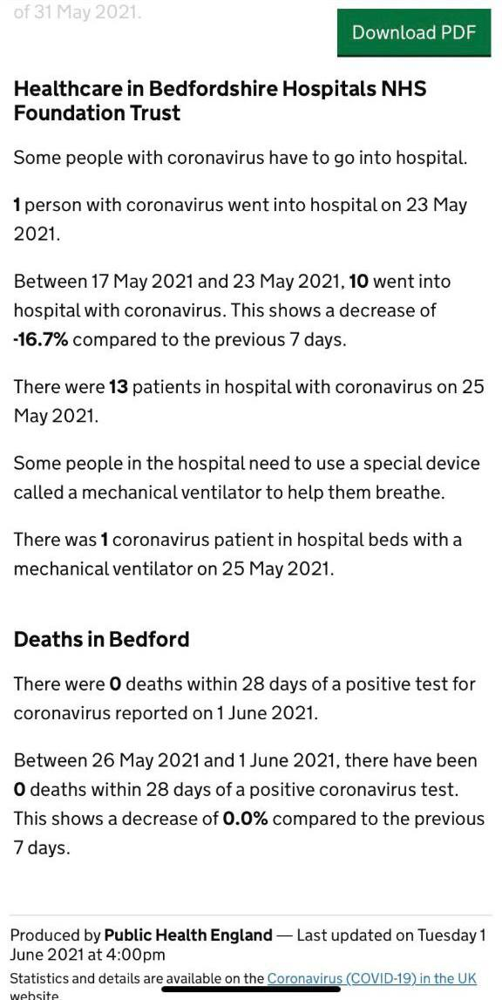 of 31 May 2021.
Download PDF
Healthcare in Bedfordshire Hospitals NHS
Foundation Trust
Some people with coronavirus have to go into hospital.
1 person with coronavirus went into hospital on 23 May
2021.
Between 17 May 2021 and 23 May 2021, 10 went into
hospital with coronavirus. This shows a decrease of
-16.7% compared to the previous 7 days.
There were 13 patients in hospital with coronavirus on 25
May 2021.
Some people in the hospital need to use a special device
called a mechanical ventilator to help them breathe.
There was 1 coronavirus patient in hospital beds with a
mechanical ventilator on 25 May 2021.
Deaths in Bedford
There were 0 deaths within 28 days of a positive test for
coronavirus reported on 1 June 2021.
Between 26 May 2021 and 1 June 2021, there have been
0 deaths within 28 days of a positive coronavirus test.
This shows a decrease of 0.0% compared to the previous
7 days.
Produced by Public Health England — Last updated on Tuesday 1
June 2021 at 4:00pm
Statistics and details are available on the Coronavirus (COVID-19) in the UK
website